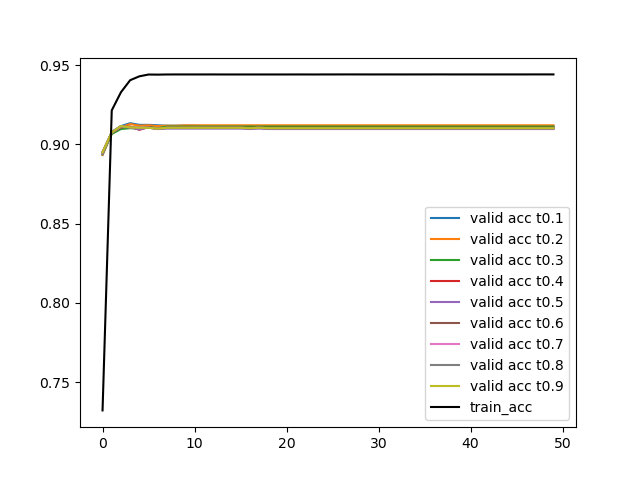 0.95
0.90
0.85
0.80
0.75
0
10
20
30
40
50
valid acc t0.1
valid acc t0.2
valid acc t0.3
valid acc t0.4
valid acc t0.5
valid acc t0.6
valid acc t0.7
valid acc t0.8
valid acc t0.9
train_acc